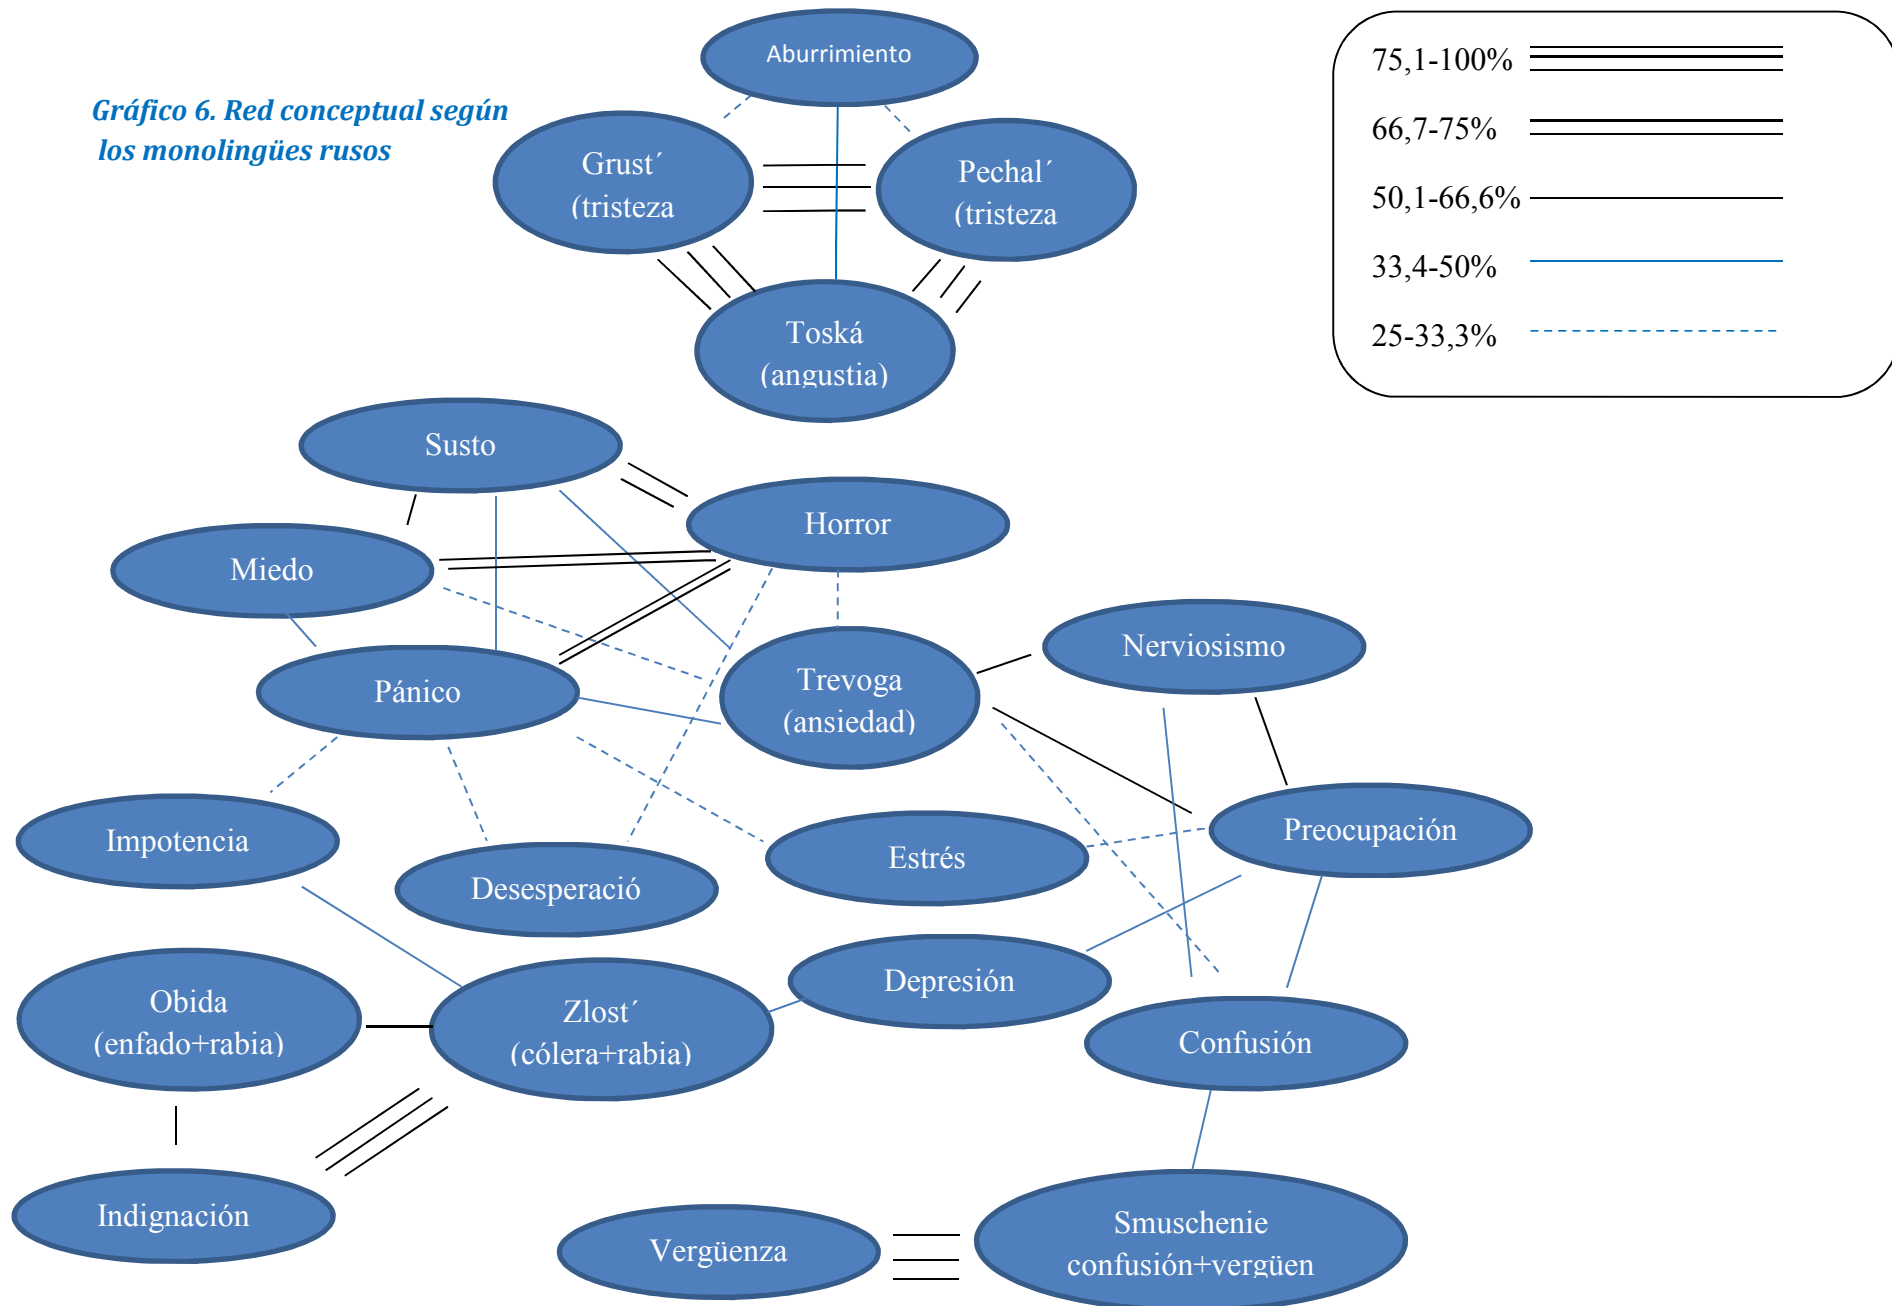 Aburrimiento
Gráfico 6. Red conceptual según
los monolingües rusos
75,1-100%
66,7-75%
50,1-66,6%
33,4-50%
25-33,3%
Grust´
(tristeza
Pechal´
(tristeza
Toská
(angustia)
Susto
Horror
Miedo
Nerviosismo
Pánico
Trevoga
(ansiedad)
Impotencia
Desesperació
Estrés
Preocupación
Obida
(enfado+rabia)
Zlost´
(cólera+rabia)
Depresión
Confusión
Indignación
Vergüenza
Smuschenie
confusión+vergüen